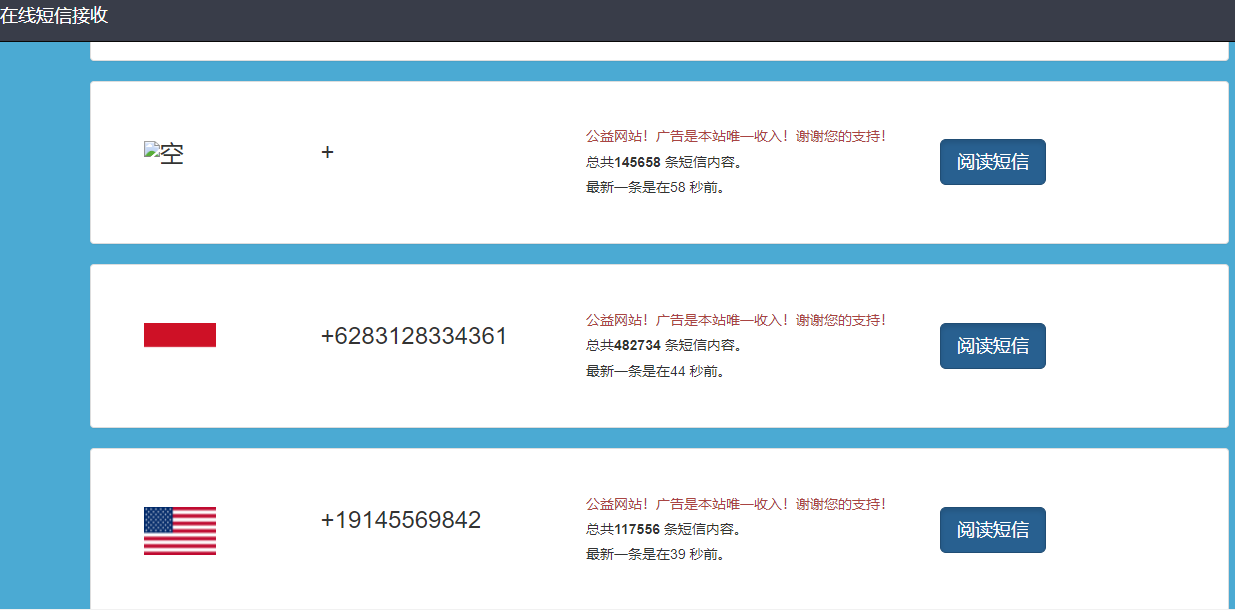 在线短信接收
空
+
公益网站！广告是本站唯一收入！谢谢您的支持！
总共145658 条短信内容。
最新一条是在58 秒前。
阅读短信
+6283128334361
公益网站！广告是本站唯一收入！谢谢您的支持！
总共482734 条短信内容。
最新一条是在44 秒前。
阅读短信
+19145569842
公益网站！广告是本站唯一收入！谢谢您的支持！
总共117556 条短信内容。
最新一条是在39 秒前。
阅读短信